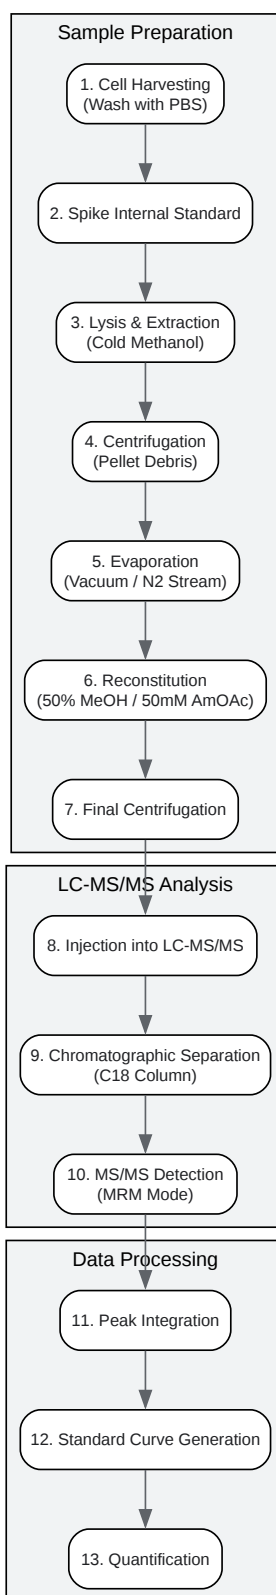 Sample Preparation
1. Cell Harvesting
(Wash with PBS)
2. Spike Internal Standard
3. Lysis & Extraction
(Cold Methanol)
4. Centrifugation
(Pellet Debris)
5. Evaporation
(Vacuum / N2 Stream)
6. Reconstitution
(50% MeOH / 50mM AmOAc)
7. Final Centrifugation
LC-MS/MS Analysis
8. Injection into LC-MS/MS
9. Chromatographic Separation
(C18 Column)
10. MS/MS Detection
(MRM Mode)
Data Processing
11. Peak Integration
12. Standard Curve Generation
13. Quantification